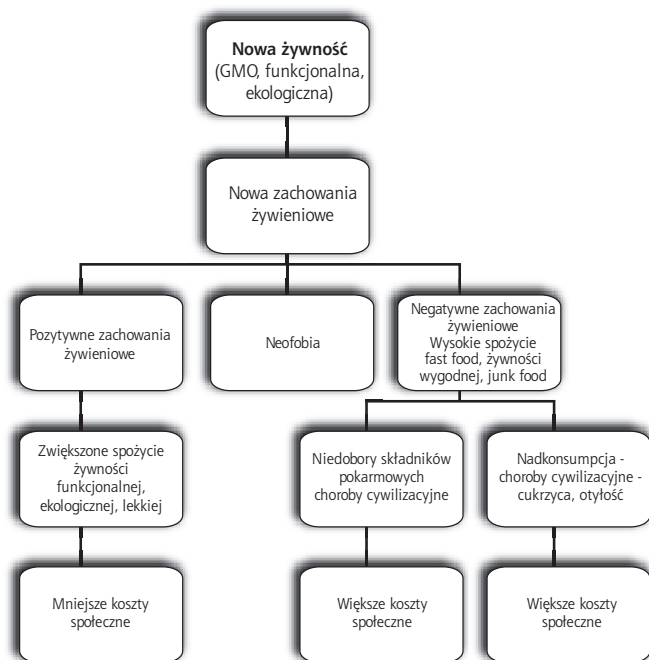 Nowa żywność
(GMO, funkcjonalna,
ekologiczna)
Nowa zachowania
żywieniowe
Pozytywne zachowania
żywieniowe
Neofobia
Negatywne zachowania
żywieniowe
Wysokie spożycie
fast food, żywności
wygodnej, junk food
Zwiększone spożycie
żywności
funkcjonalnej,
ekologicznej, lekkiej
Niedobory składników
pokarmowych
choroby cywilizacyjne
Nadkonsumpcja -
choroby cywilizacyjne -
cukrzyca, otyłość
Mniejsze koszty
społeczne
Większe koszty
społeczne
Większe koszty
społeczne